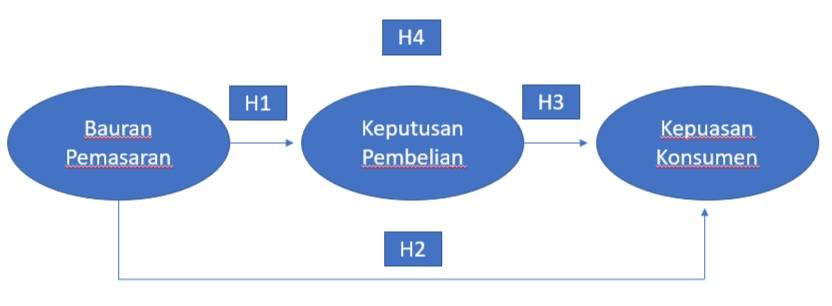 H4
H1
H3
Bauran
Pemasaran
Keputusan
Pembelian
Kepuasan
Konsumen
H2